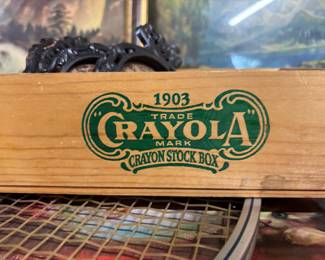 1903
TRADE
"CRAYOLA"
MARK
CRAYON STOCK BOX